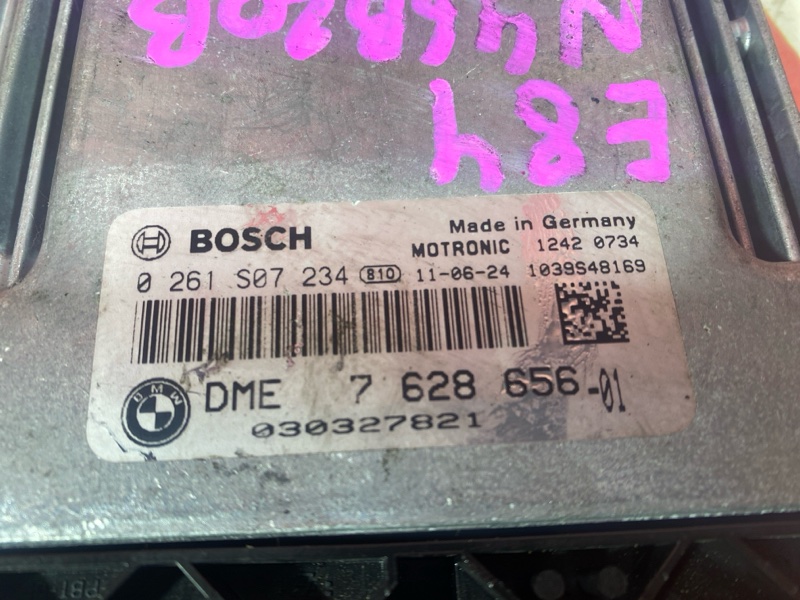 E84
N46B20B
BOSCH
Made in Germany
MOTRONIC 1242 0734
0 261 S07 234 810 11-06-24 1039S48169
BMW
DME 7 628 656-01
030327821